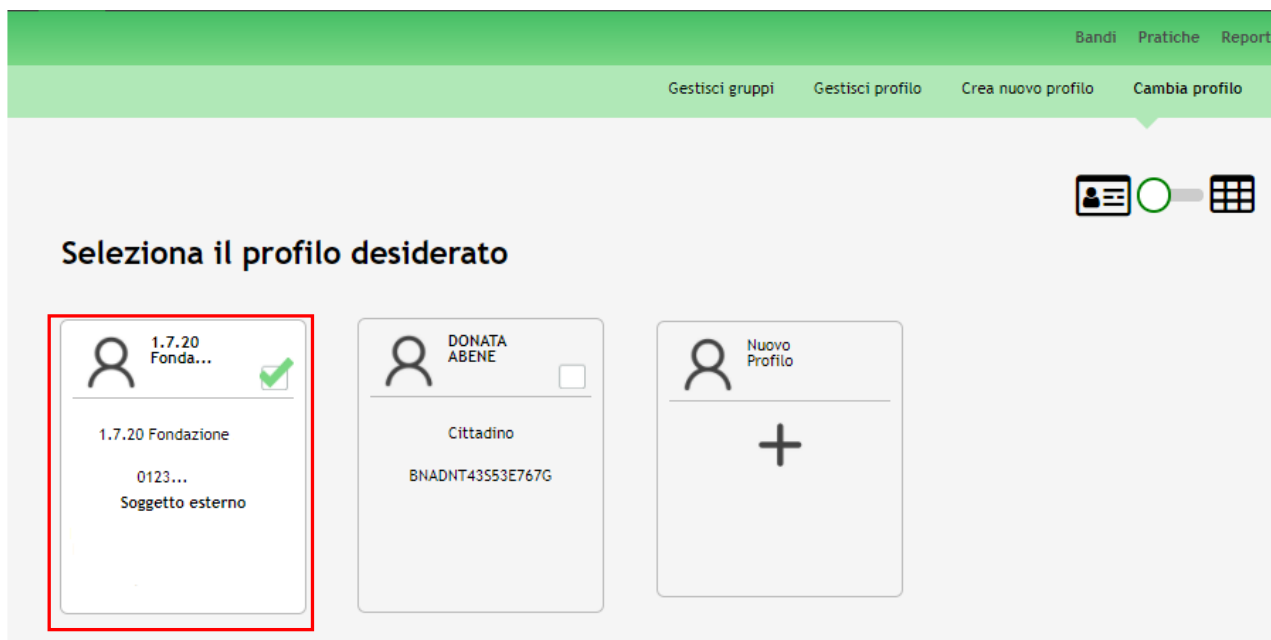 Bandi Pratiche Report
Gestisci gruppi Gestisci profilo Crea nuovo profilo Cambia profilo
Seleziona il profilo desiderato
1.7.20
Fonda...
1.7.20 Fondazione
0123...
Soggetto esterno
DONATA
ABENE
Cittadino
BNADNT43S53E767G
Nuovo
Profilo